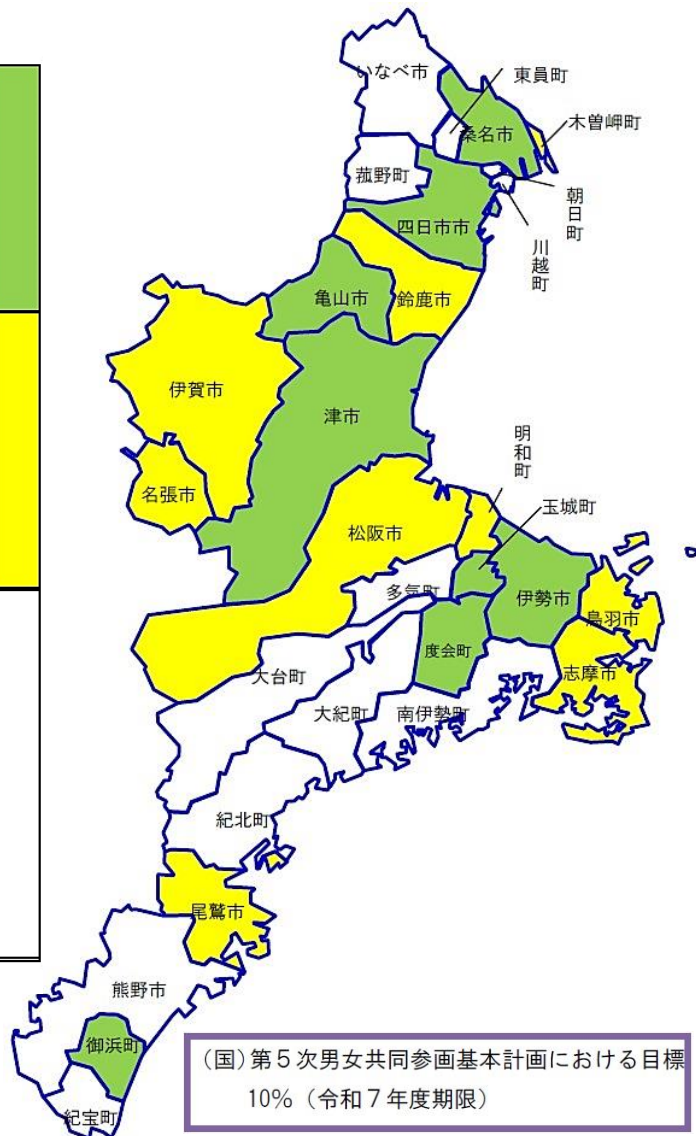 いなべ市
東員町
桑名市
木曽岬町
菰野町
朝日町
四日市市
川越町
亀山市
鈴鹿市
伊賀市
津市
明和町
名張市
玉城町
松阪市
多気町
伊勢市
鳥羽市
度会町
志摩市
大台町
大紀町
南伊勢町
紀北町
尾鷲市
熊野市
御浜町
紀宝町
(国)第5次男女共同参画基本計画における目標
10%(令和7年度期限)